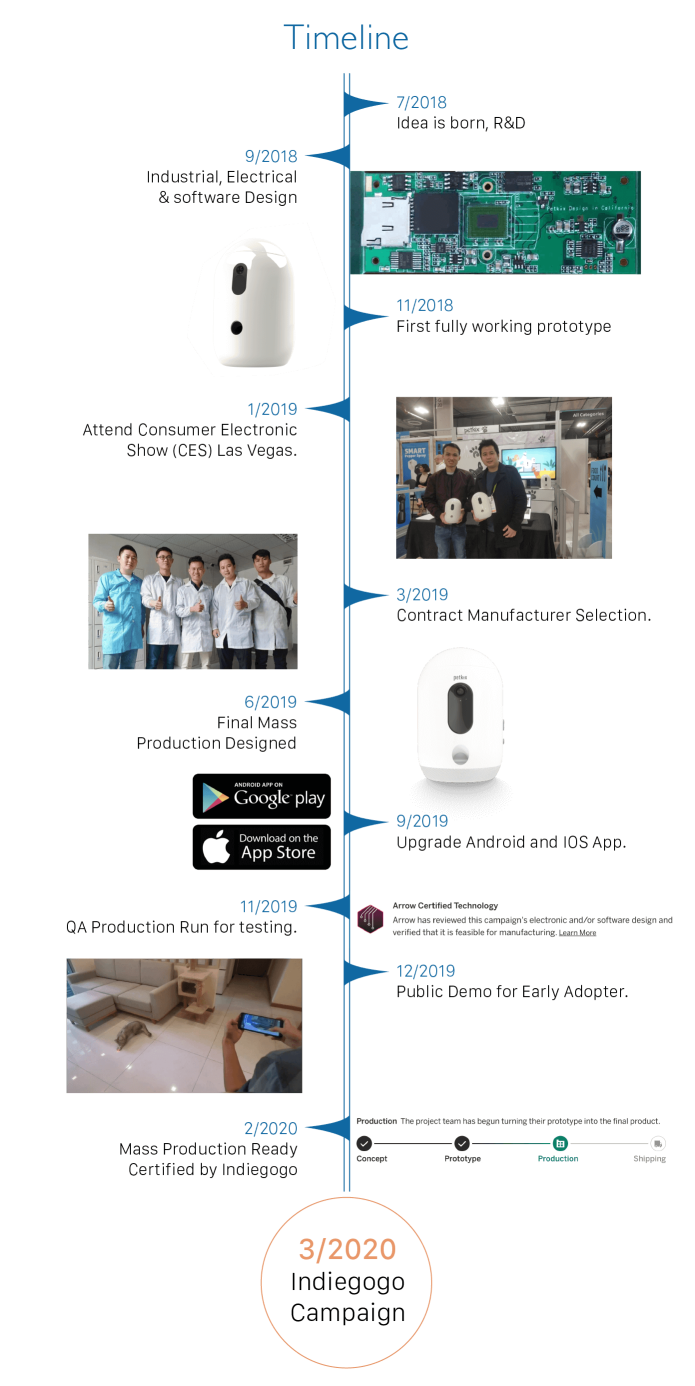 Timeline
7/2018
Idea is born, R&D
9/2018
Industrial, Electrical
& software Design
Petkix Design in California
11/2018
First fully working prototype
1/2019
Attend Consumer Electronic
Show (CES) Las Vegas.
All Categories
SMART
3/2019
Contract Manufacturer Selection.
6/2019
Final Mass
Production Designed
ANDROID APP ON
Google play
Download on the
App Store
9/2019
Upgrade Android and IOS App.
11/2019
QA Production Run for testing.
Arrow Certified Technology
Arrow has reviewed this campaign's electronic and/or software design and
verified that it is feasible for manufacturing. Learn More
12/2019
Public Demo for Early Adopter.
2/2020
Mass Production Ready
Certified by Indiegogo
Production The project team has begun turning their prototype into the final product.
Concept Prototype Production Shipping
3/2020
Indiegogo
Campaign